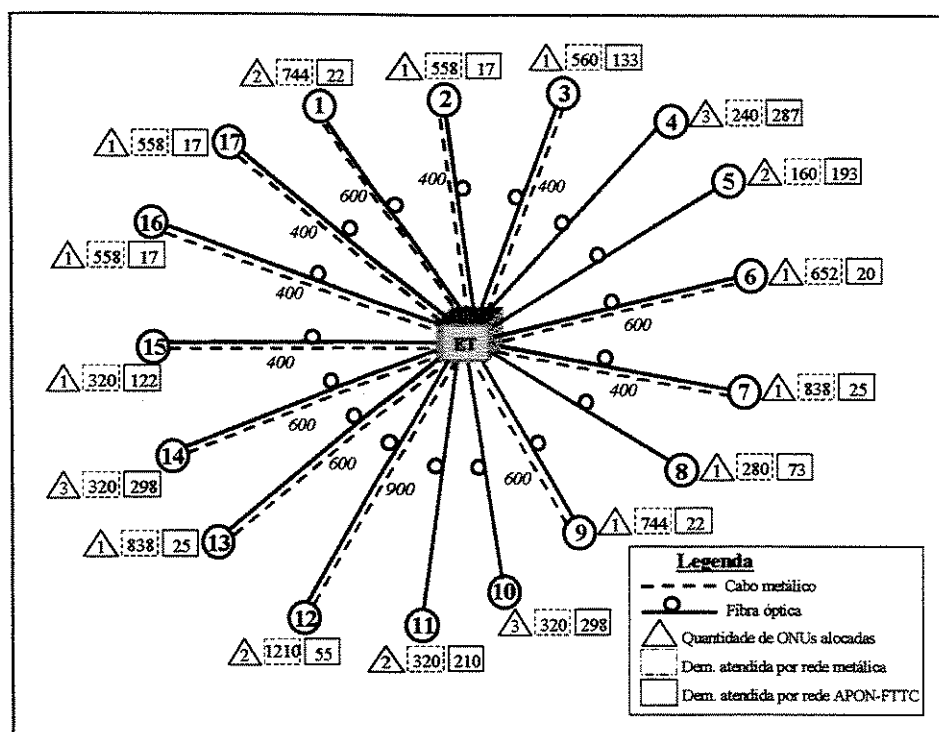 1 558 17
1 560 133
2 744 22
2
3
1
4
3 240 287
1 558 17
17
5
2 160 193
600
400
400
400
16
6
1 652 20
1 558 17
400
600
ET
15
400
400
7
1 838 25
1 320 122
600
14
600
900
600
8
1 280 73
3 320 298
1 838 25
13
9
1 744 22
10
12
11
3 320 298
2 1210 55
2 320 210
Legenda
Cabo metálico
Fibra óptica
Quantidade de ONUs alocadas
Dem. atendida por rede metálica
Dem. atendida por rede APON-FTTC